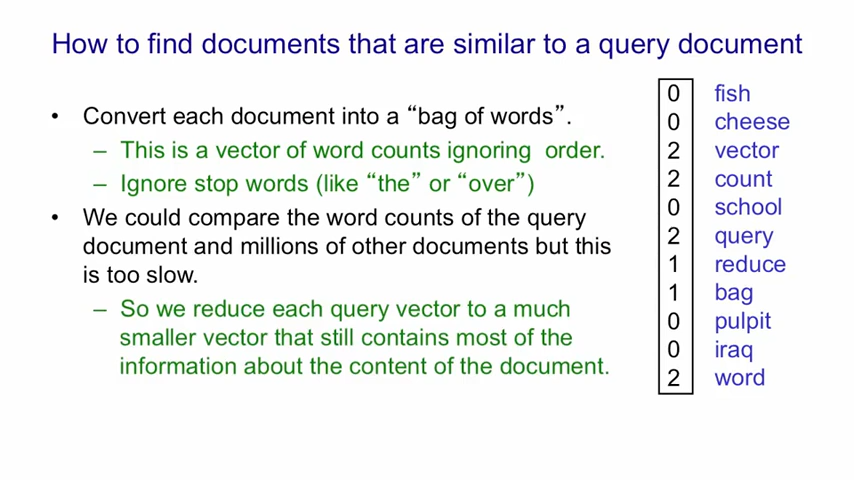 How to find documents that are similar to a query document
• Convert each document into a “bag of words”.
– This is a vector of word counts ignoring order.
– Ignore stop words (like “the” or “over”)
• We could compare the word counts of the query
document and millions of other documents but this
is too slow.
– So we reduce each query vector to a much
smaller vector that still contains most of the
information about the content of the document.
0 fish
0 cheese
2 vector
2 count
0 school
2 query
1 reduce
1 bag
0 pulpit
0 iraq
2 word